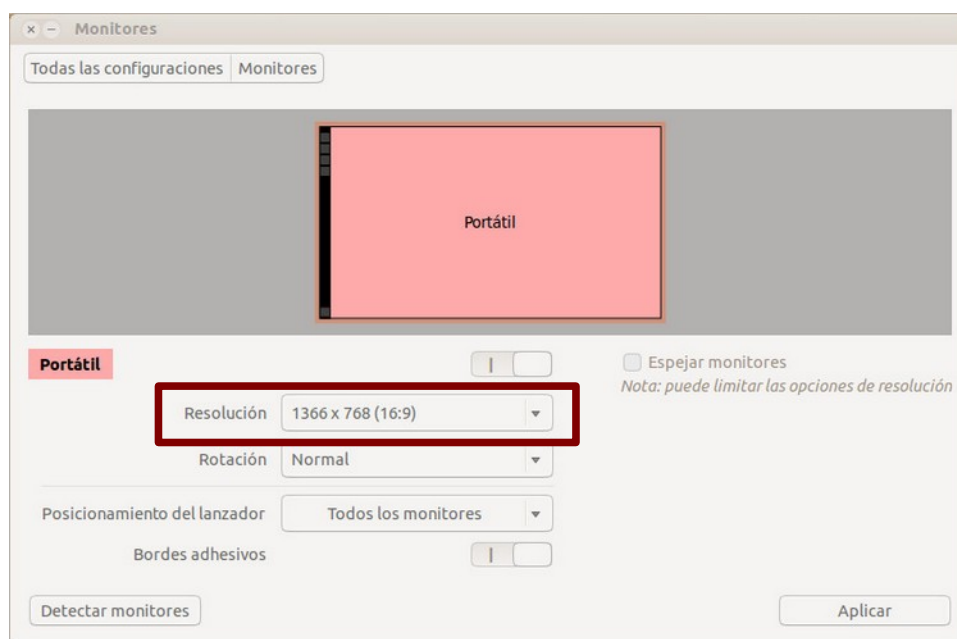 Monitores
Todas las configuraciones Monitores
Portátil
Portátil
Espejar monitores
Nota: puede limitar las opciones de resolución
Resolución 1366 x 768 (16:9)
Rotación Normal
Posicionamiento del lanzador Todos los monitores
Bordes adhesivos
Detectar monitores Aplicar